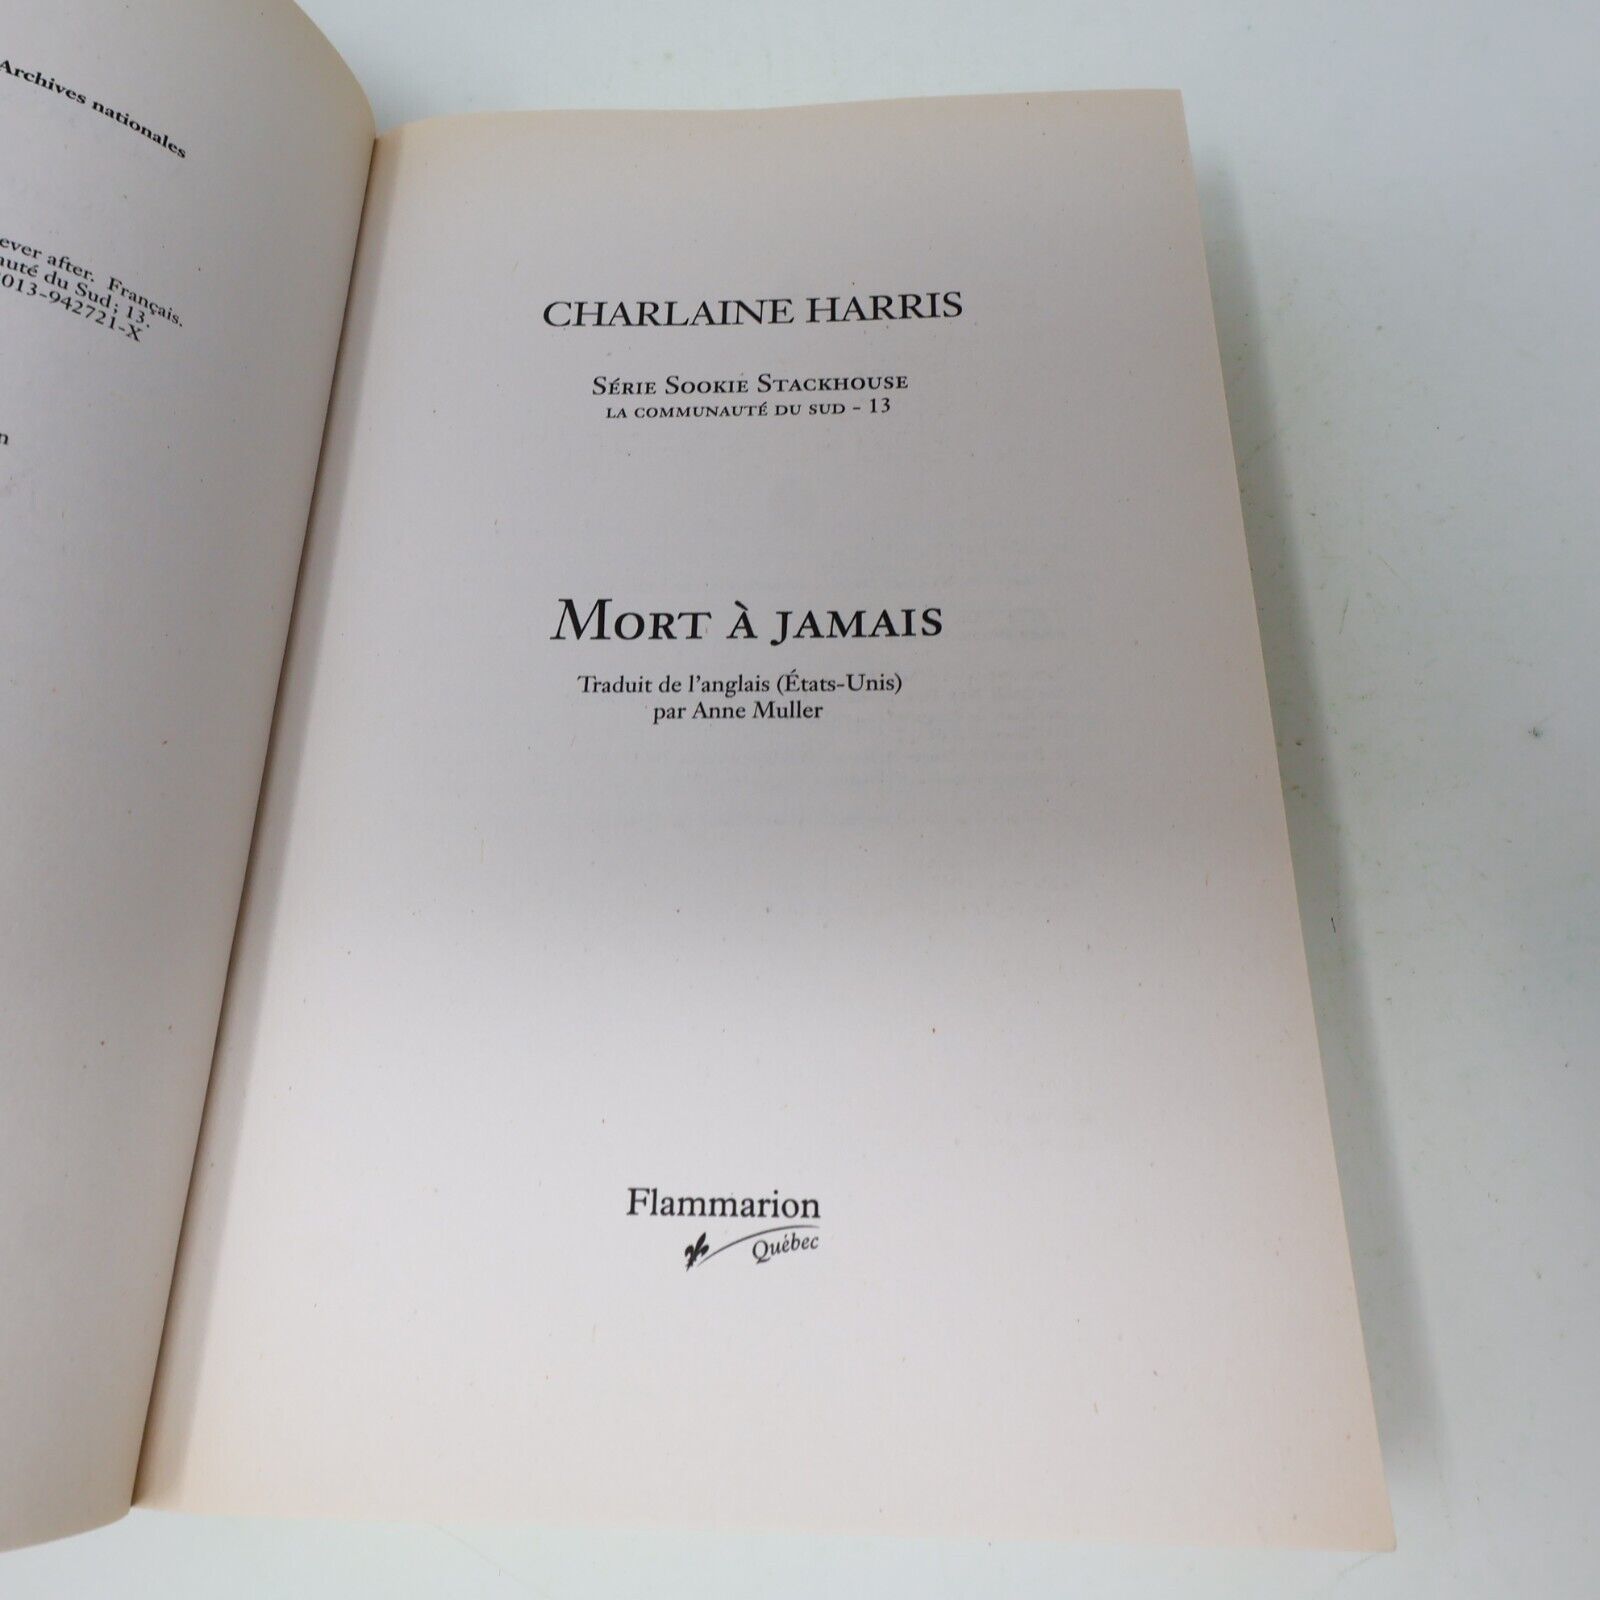 Archives nationales
ever after. Français.
auté du Sud; 13.
013-942721-X
n
CHARLAINE HARRIS
SÉRIE SOOKIE STACKHOUSE
LA COMMUNAUTÉ DU SUD - 13
MORT À JAMAIS
Traduit de l'anglais (États-Unis)
par Anne Muller
Flammarion
Québec